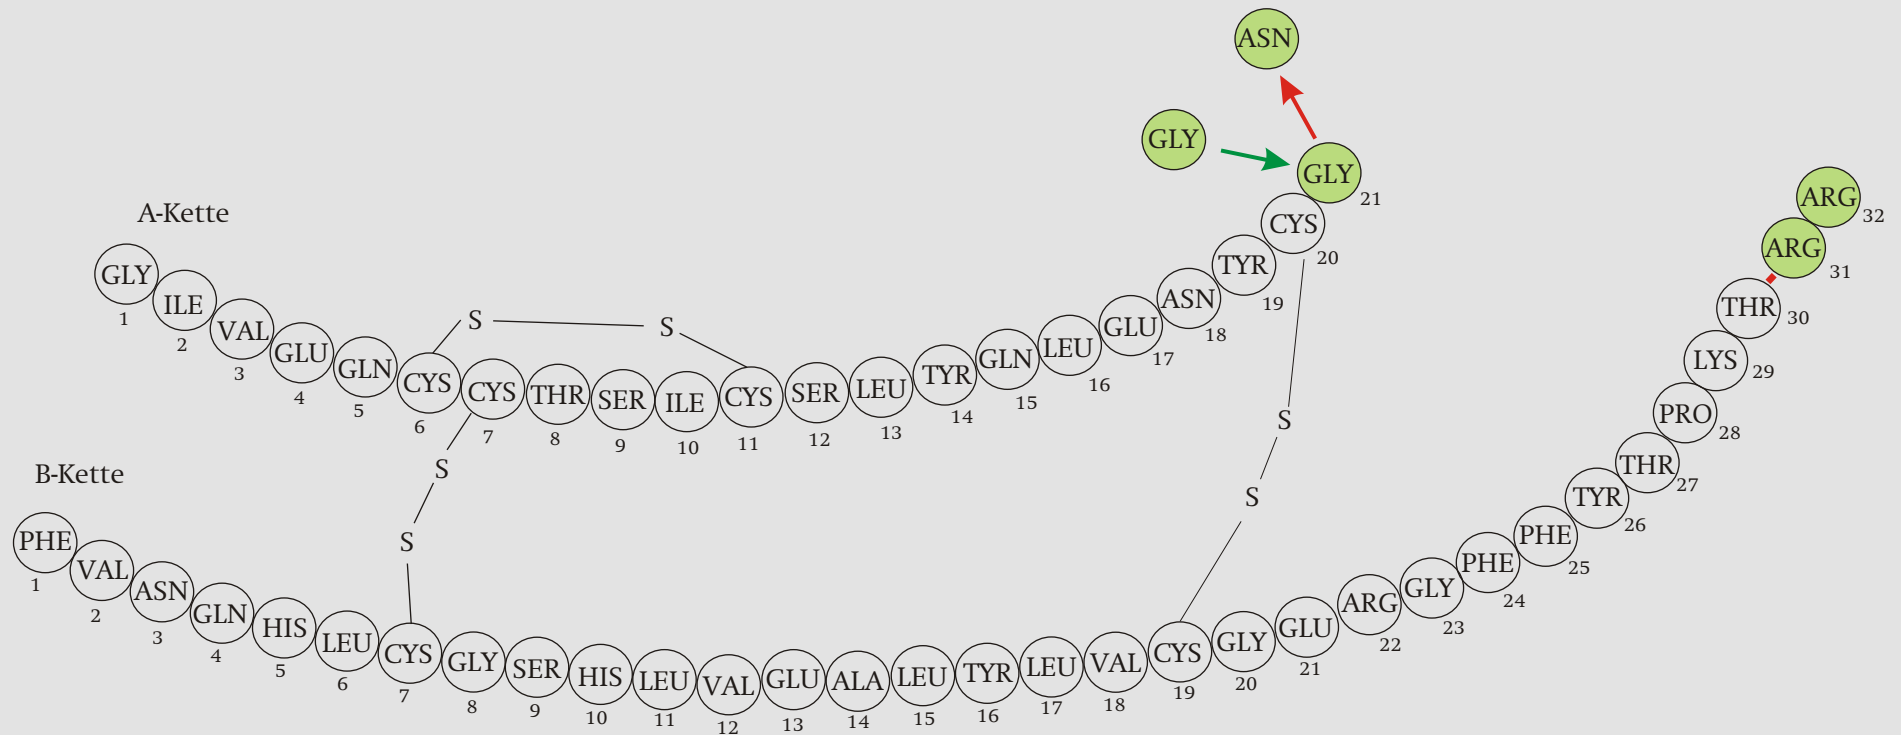 ASN
GLY
GLY
21
A-Kette
GLY ILE VAL GLU GLN CYS CYS THR SER ILE CYS SER LEU TYR GLN LEU GLU ASN TYR CYS
1 2 3 4 5 6 7 8 9 10 11 12 13 14 15 16 17 18 19 20
S S
S
S
S
S
B-Kette
PHE VAL ASN GLN HIS LEU CYS GLY SER HIS LEU VAL GLU ALA LEU TYR LEU VAL CYS GLY GLU ARG GLY PHE PHE TYR THR PRO LYS THR ARG ARG
1 2 3 4 5 6 7 8 9 10 11 12 13 14 15 16 17 18 19 20 21 22 23 24 25 26 27 28 29 30 31 32